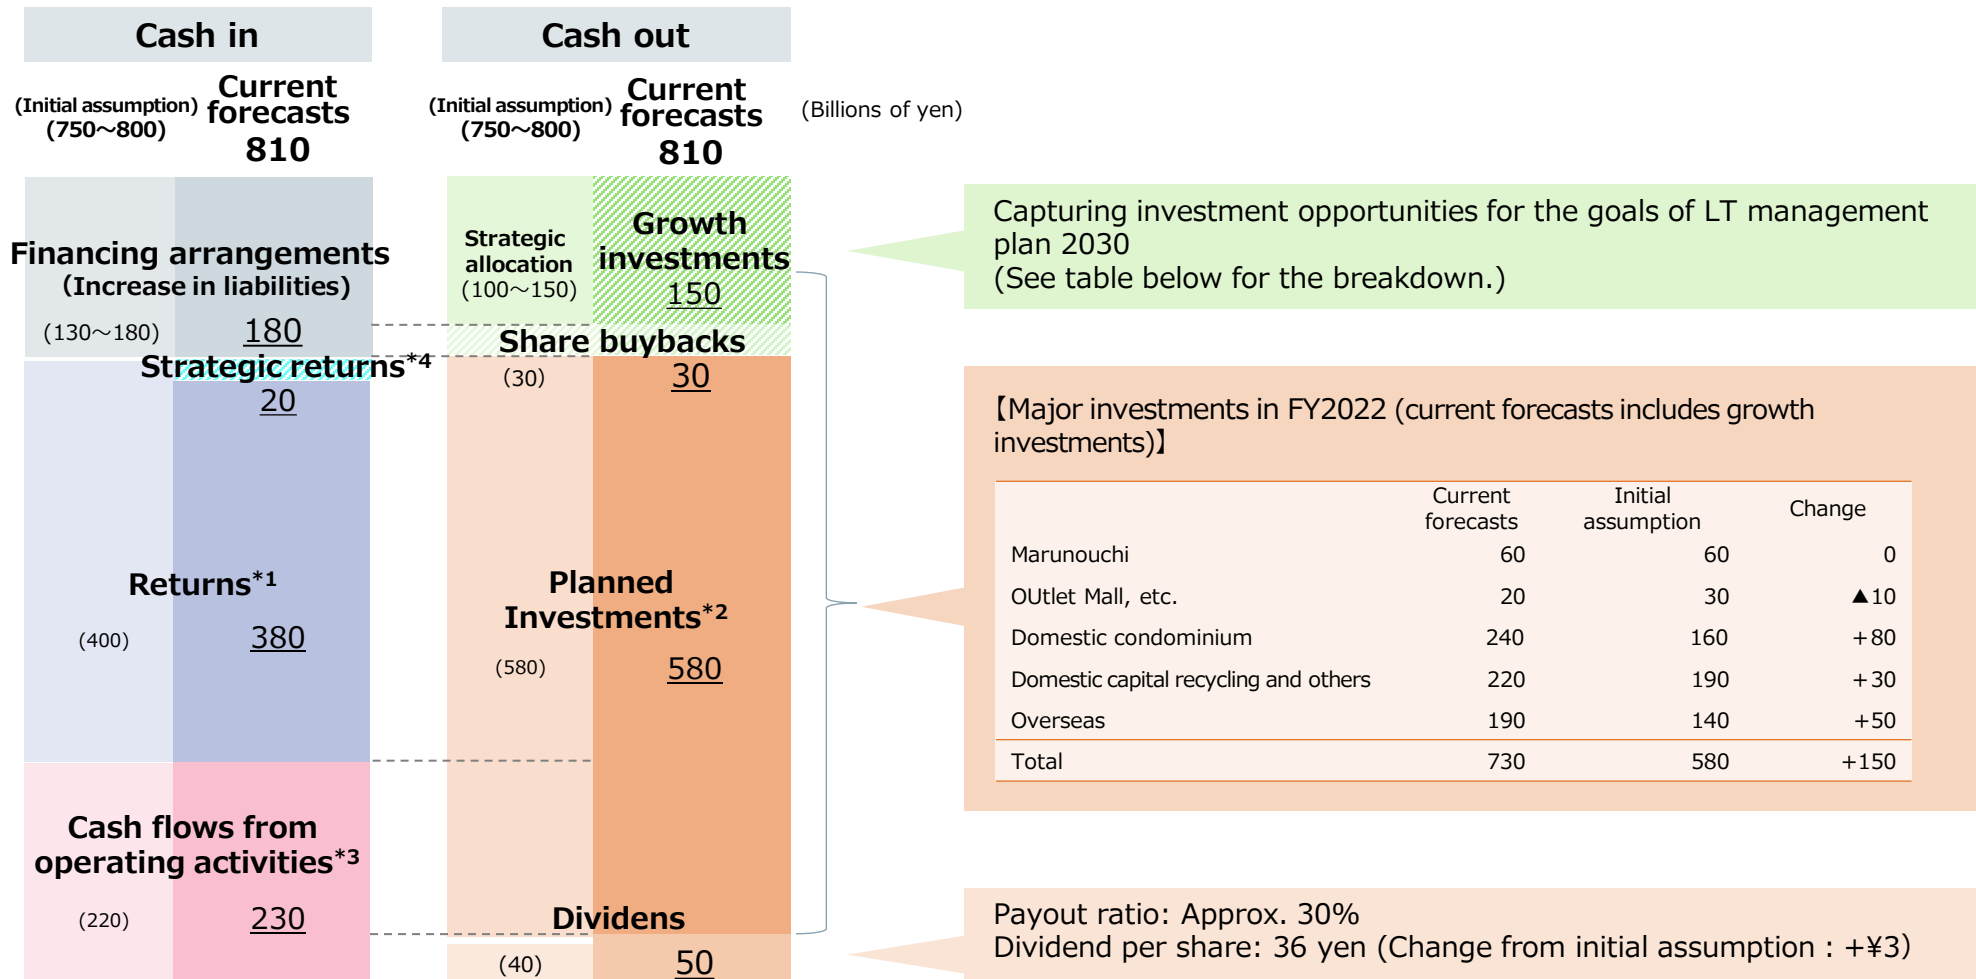 Cash in
Cash out
(Initial assumption)
(750～800)
Current
forecasts
810
(Initial assumption)
(750～800)
Current
forecasts
810
(Billions of yen)
Financing arrangements
(Increase in liabilities)
(130～180)
180
Strategic returns*4
20
Returns*1
(400)
380
Cash flows from
operating activities*3
(220)
230
Strategic
allocation
(100～150)
Growth
investments
150
Share buybacks
(30)
30
Planned
Investments*2
(580)
580
Dividens
(40)
50
Capturing investment opportunities for the goals of LT management
plan 2030
(See table below for the breakdown.)
【Major investments in FY2022 (current forecasts includes growth
investments)】
Current
forecasts
Initial
assumption
Change
Marunouchi 60 60 0
OUtlet Mall, etc. 20 30 ▲10
Domestic condominium 240 160 +80
Domestic capital recycling and others 220 190 +30
Overseas 190 140 +50
Total 730 580 +150
Payout ratio: Approx. 30%
Dividend per share: 36 yen (Change from initial assumption : +¥3)